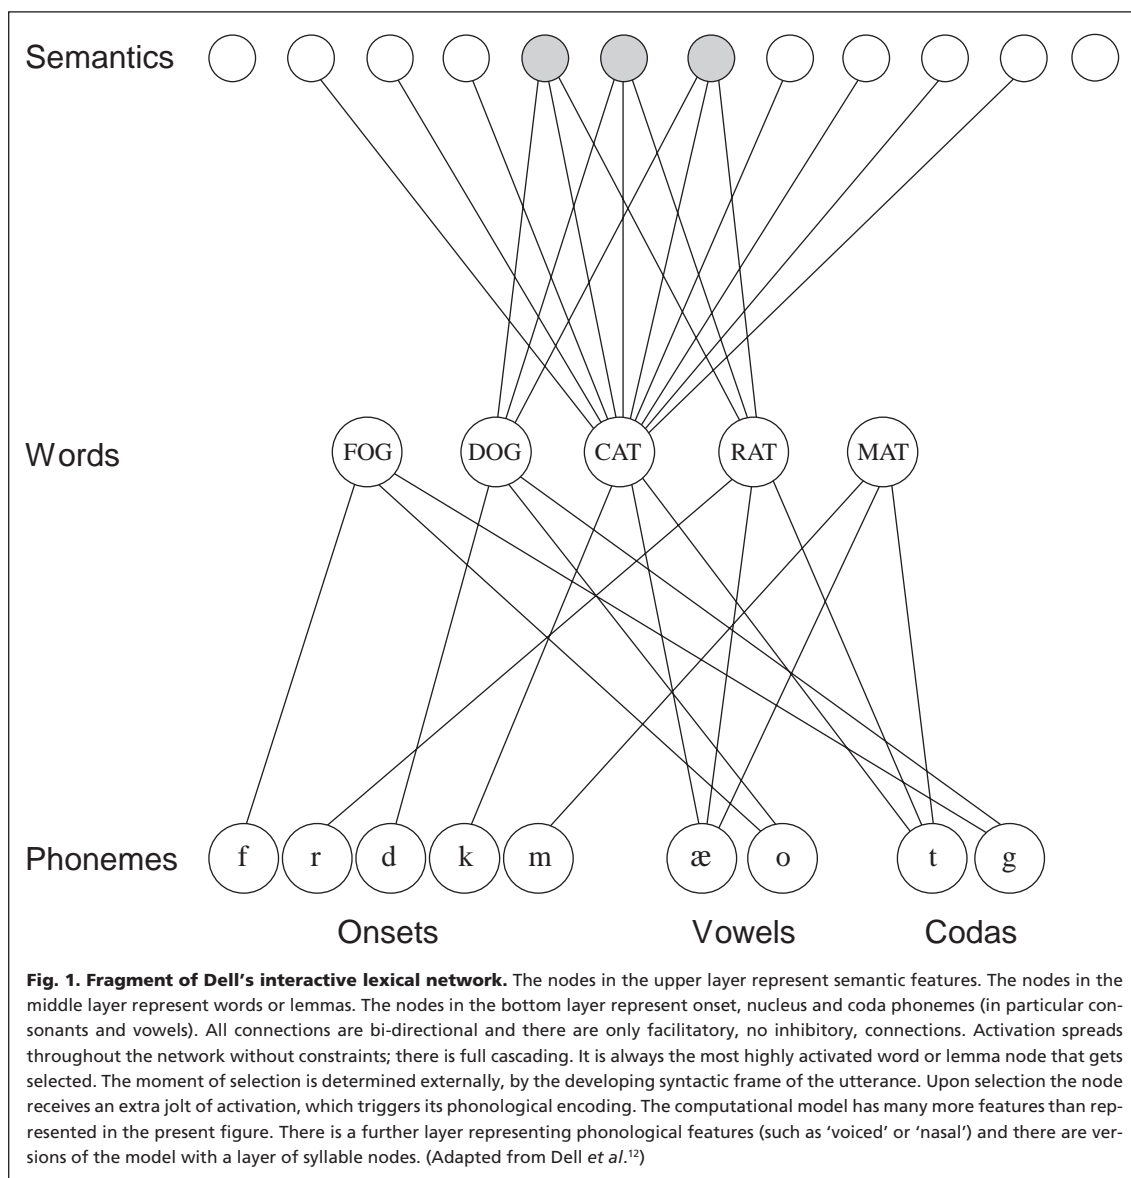 Semantics
Words
FOG DOG CAT RAT MAT
Phonemes
f r d k m æ o t g
Onsets Vowels Codas
Fig. 1. Fragment of Dell's interactive lexical network. The nodes in the upper layer represent semantic features. The nodes in the
middle layer represent words or lemmas. The nodes in the bottom layer represent onset, nucleus and coda phonemes (in particular con-
sonants and vowels). All connections are bi-directional and there are only facilitatory, no inhibitory, connections. Activation spreads
throughout the network without constraints; there is full cascading. It is always the most highly activated word or lemma node that gets
selected. The moment of selection is determined externally, by the developing syntactic frame of the utterance. Upon selection the node
receives an extra jolt of activation, which triggers its phonological encoding. The computational model has many more features than rep-
resented in the present figure. There is a further layer representing phonological features (such as 'voiced' or 'nasal') and there are ver-
sions of the model with a layer of syllable nodes. (Adapted from Dell et al.12)